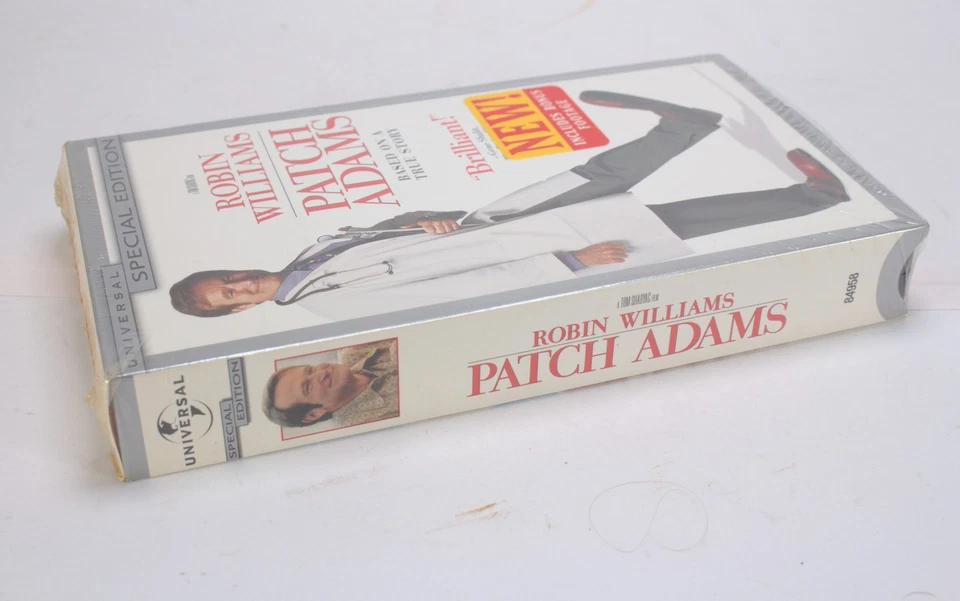 UNIVERSAL
SPECIAL EDITION
ROBIN
WILLIAMS
PATCH
ADAMS
BASED ON A
TRUE STORY
"Brilliant!"
NEW!
INCLUDES BONUS
FOOTAGE
UNIVERSAL
SPECIAL
EDITION
A TOM SHADYAC FILM
ROBIN WILLIAMS
PATCH ADAMS
84958